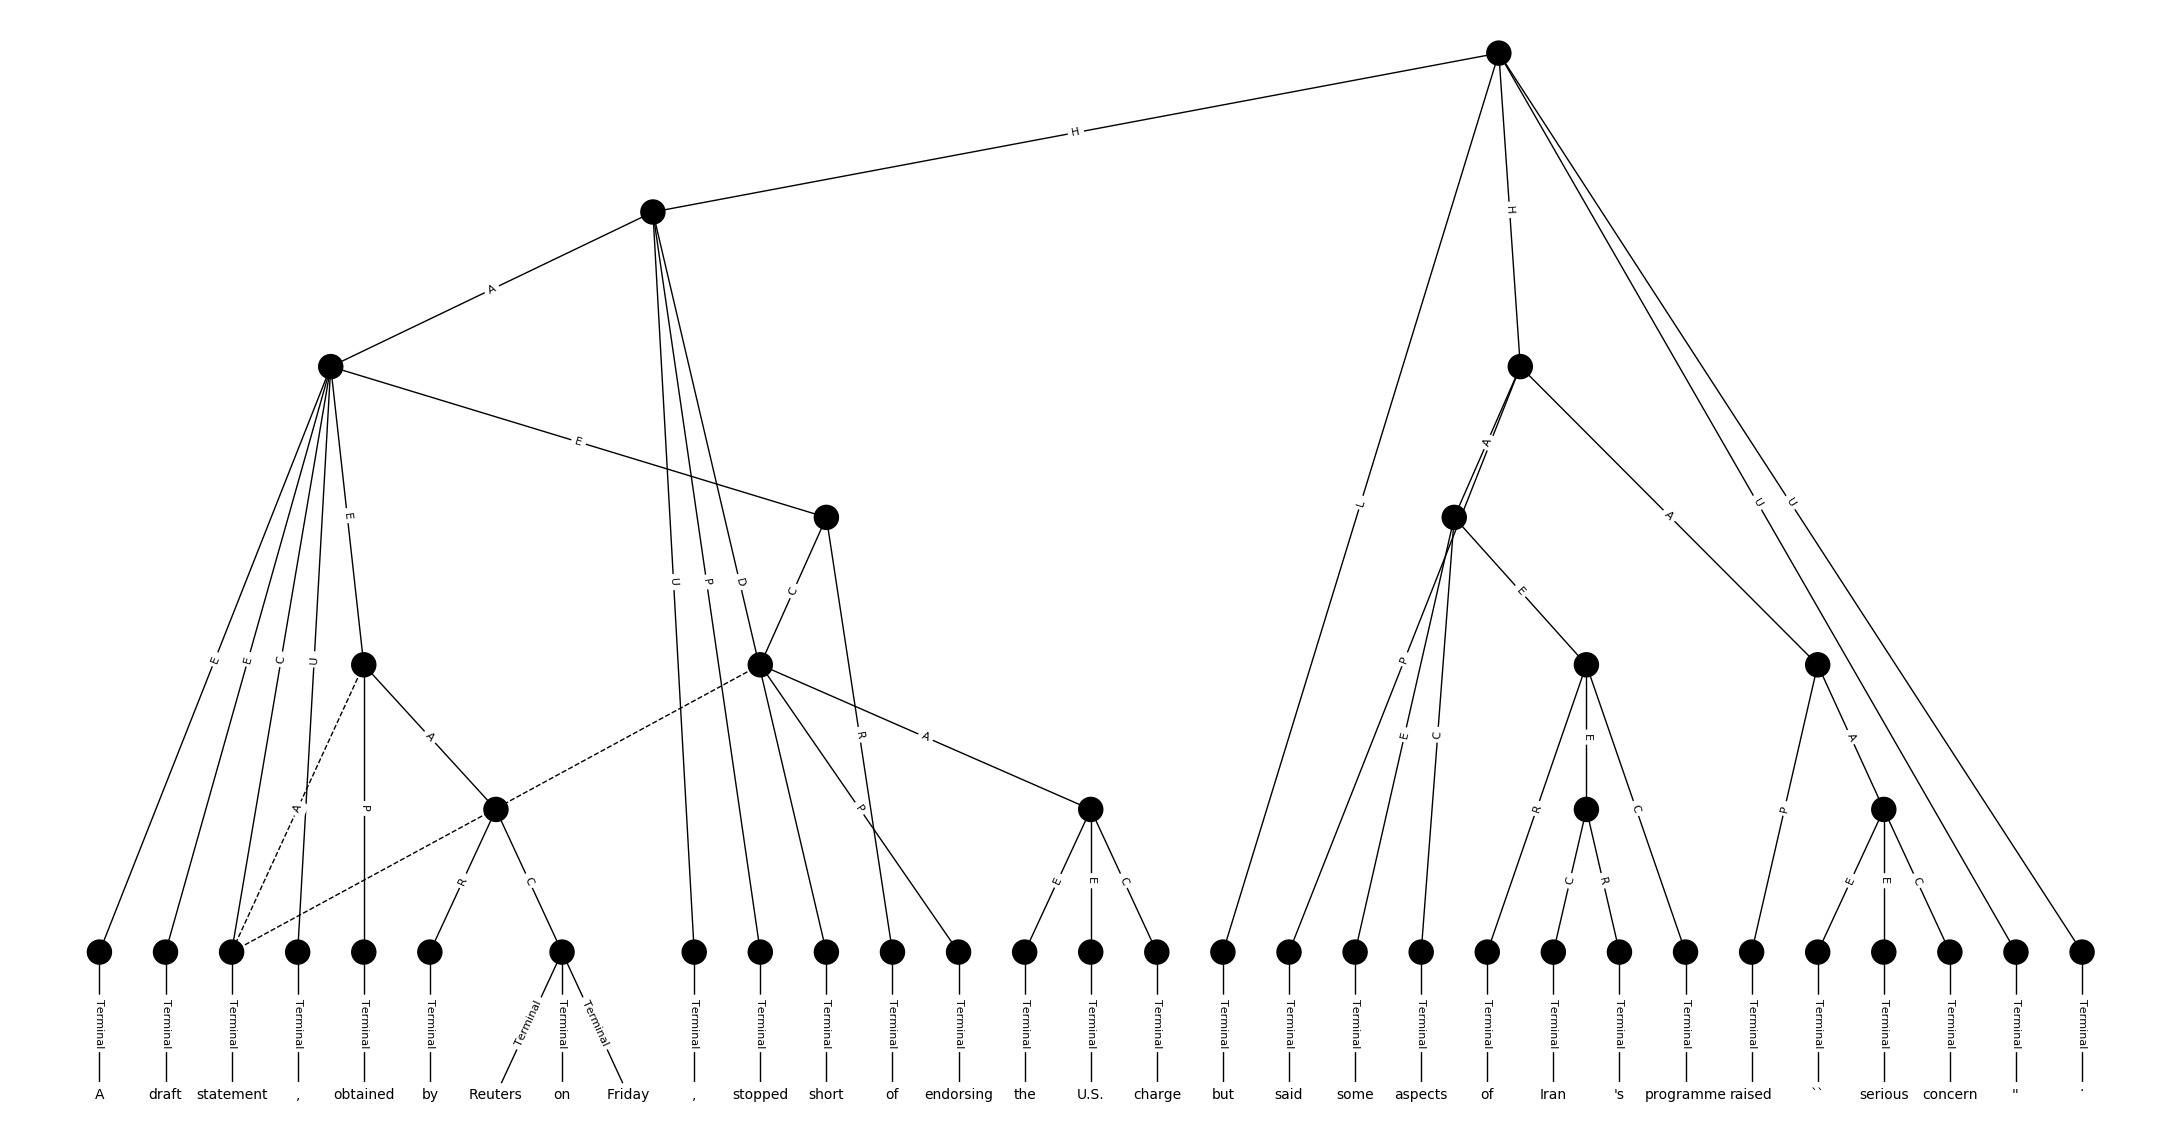 H
H
A
E
A
L
U
U
E
A
E
U
P
D
C
E
E
E
C
U
P
A
A
R
E
C
E
A
A
P
P
R
C
P
R
C
E
E
C
C
R
E
E
C
Terminal Terminal Terminal Terminal Terminal Terminal Terminal Terminal Terminal Terminal Terminal Terminal Terminal Terminal Terminal Terminal Terminal Terminal Terminal Terminal Terminal Terminal Terminal Terminal Terminal Terminal Terminal Terminal Terminal Terminal Terminal
A draft statement , obtained by Reuters on Friday , stopped short of endorsing the U.S. charge but said some aspects of Iran 's programme raised `` serious concern " .